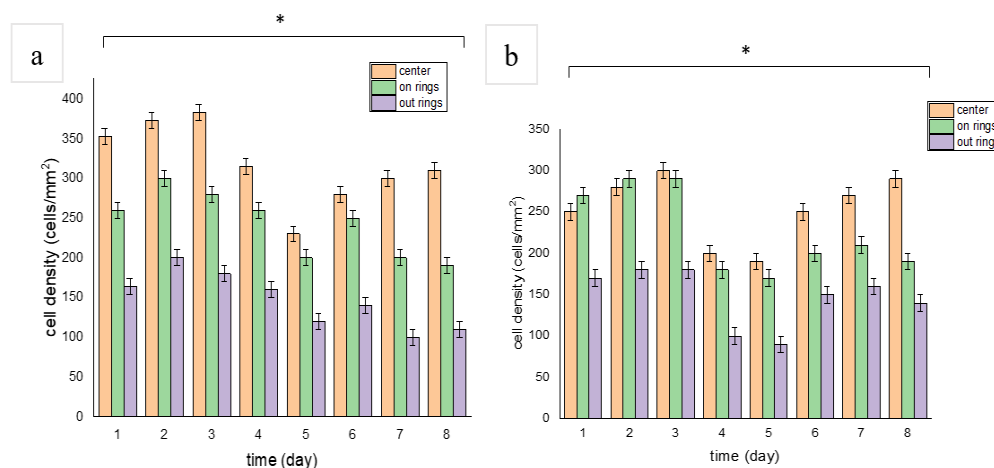 *
a
center
on rings
out rings
400
350
300
250
200
150
100
50
0
cell density (cells/mm²)
1 2 3 4 5 6 7 8
time (day)
*
b
center
on rings
out ring
350
300
250
200
150
100
50
0
cell density (cells/mm²)
1 2 3 4 5 6 7 8
time (day)